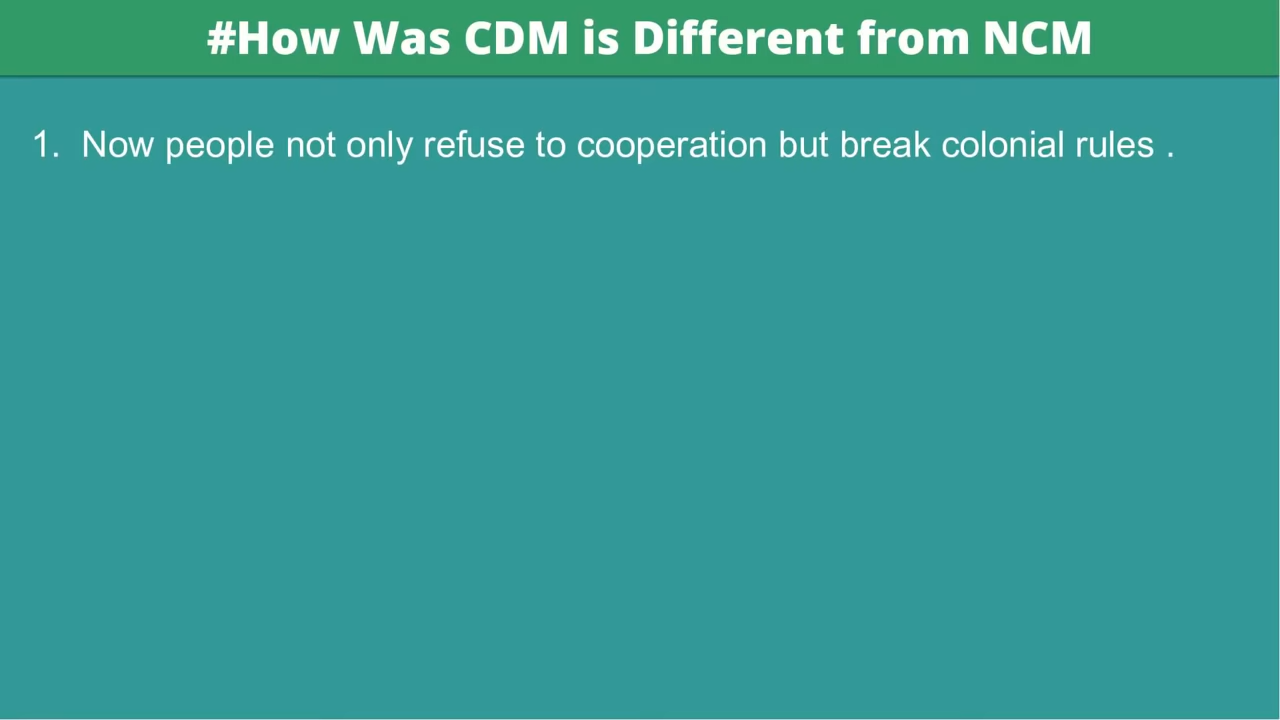 #How Was CDM is Different from NCM
1. Now people not only refuse to cooperation but break colonial rules .